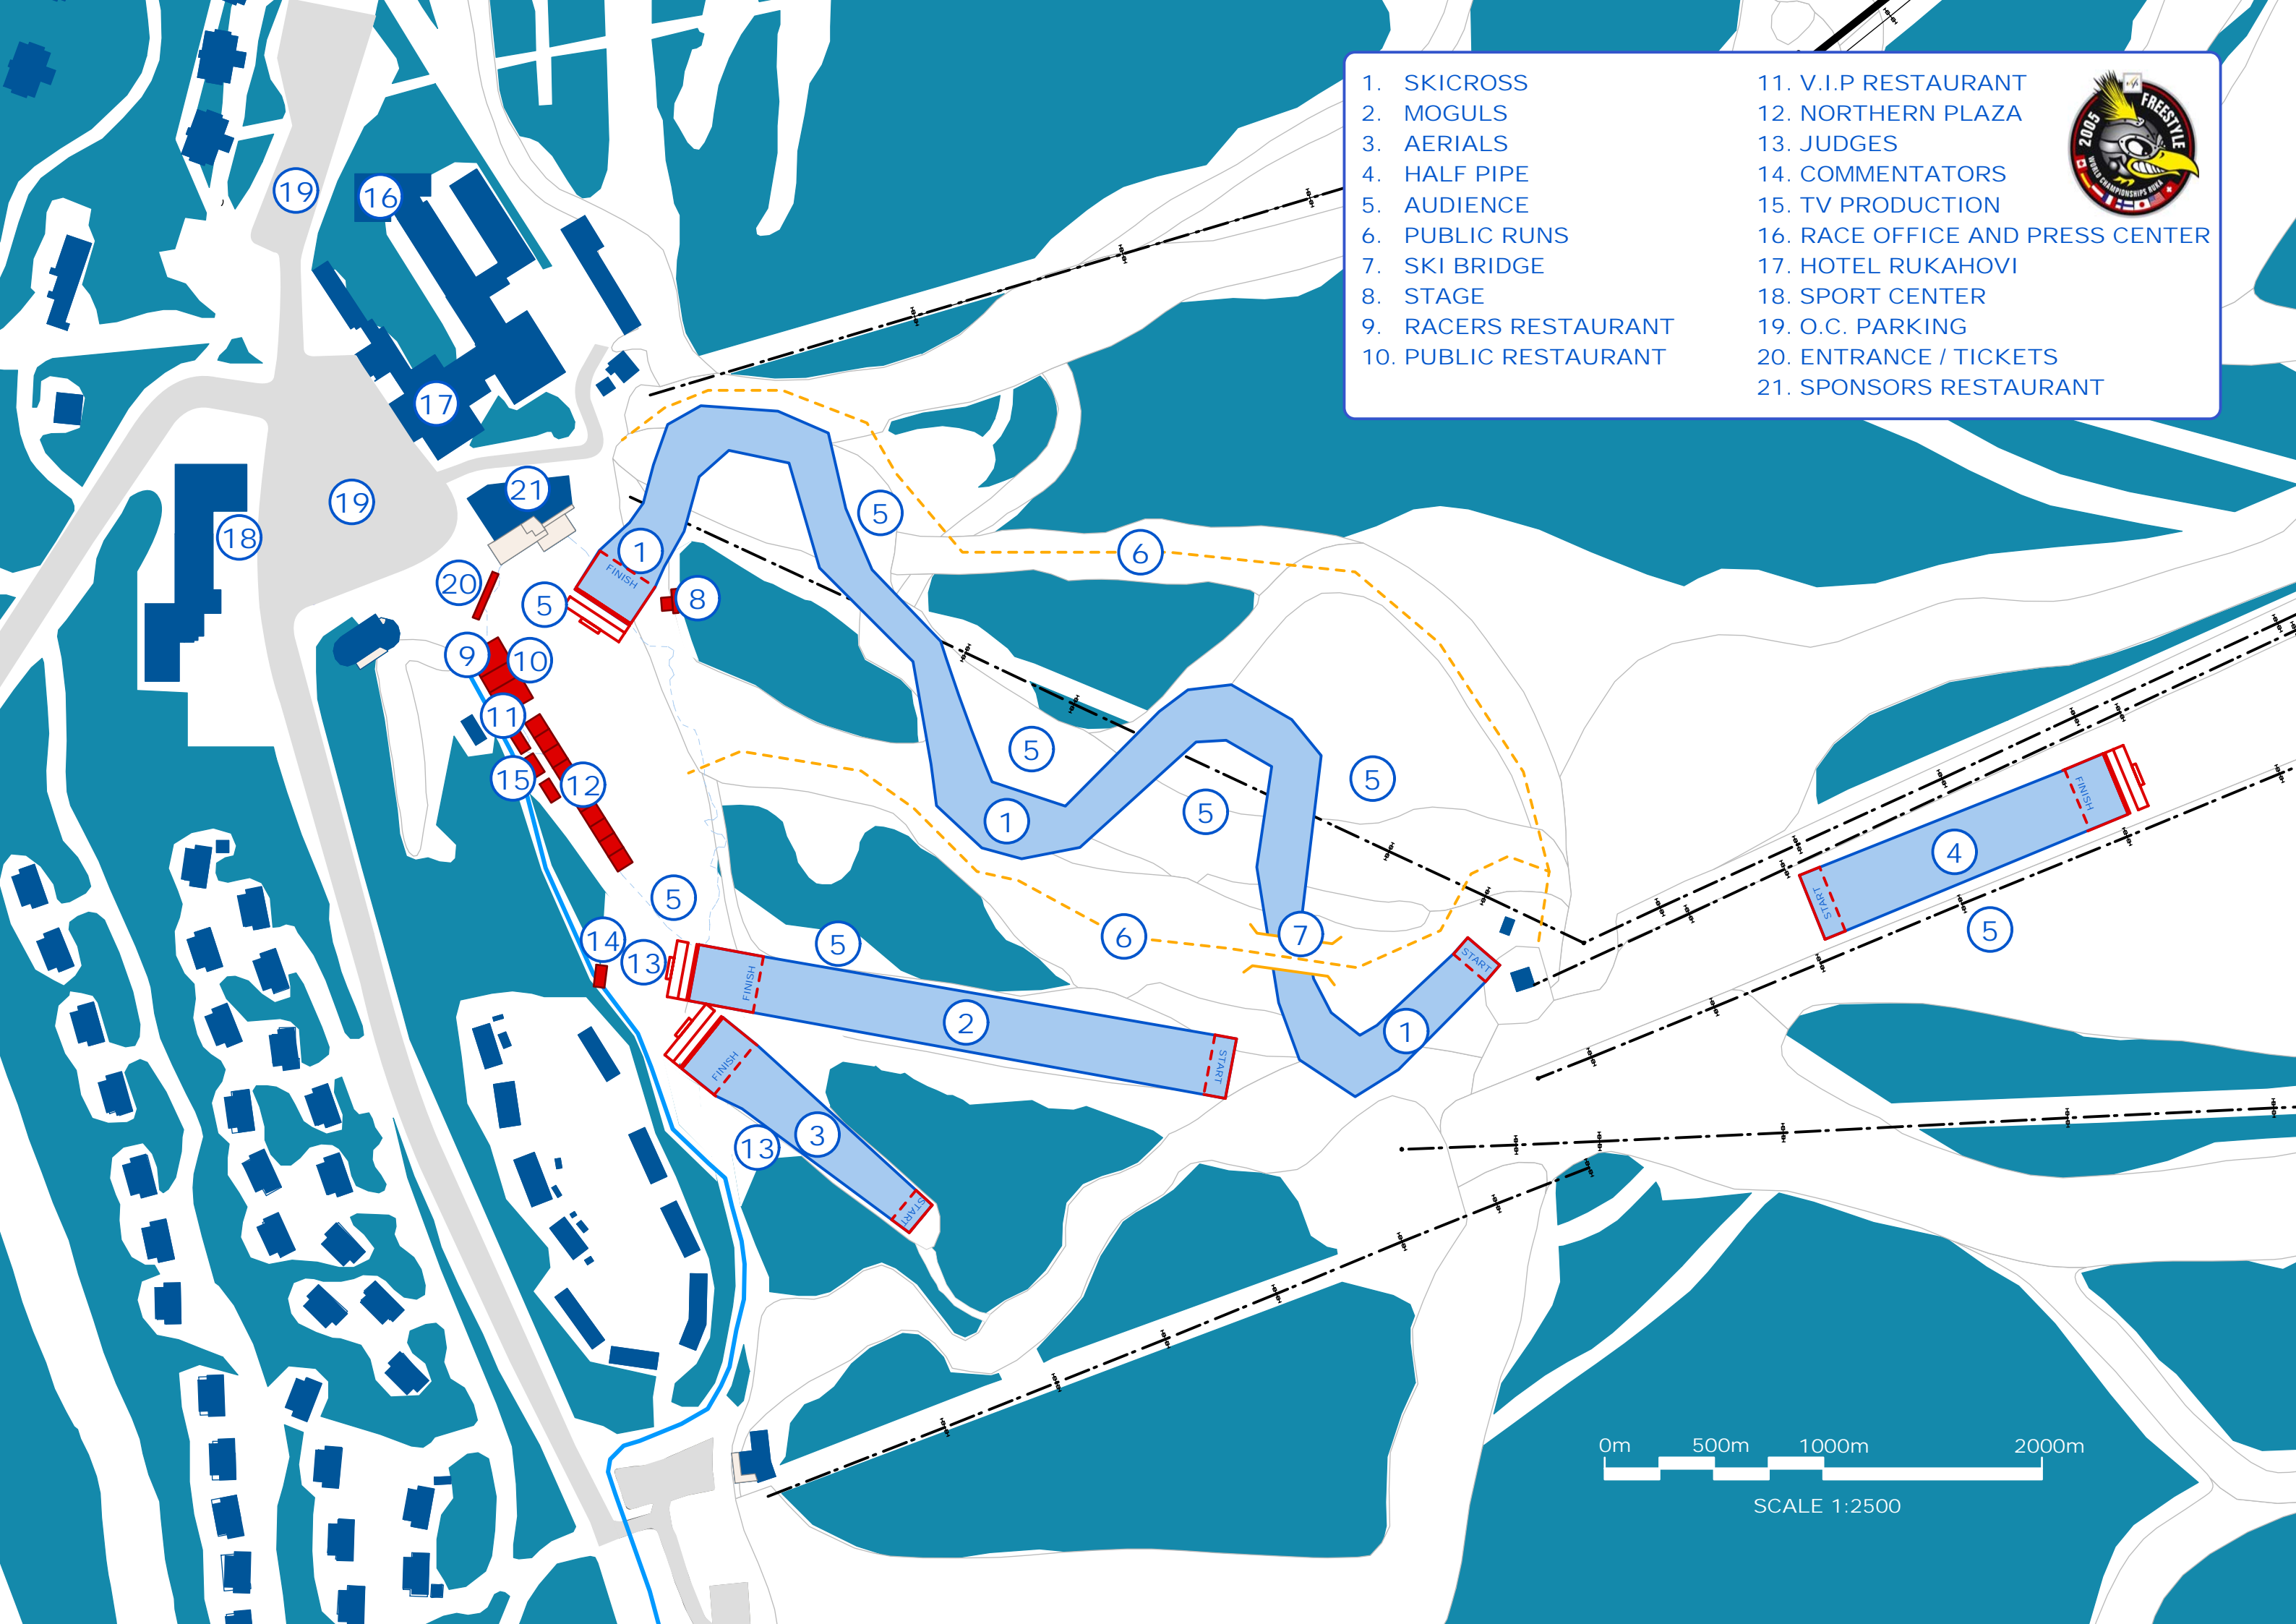 1. SKICROSS
2. MOGULS
3. AERIALS
4. HALF PIPE
5. AUDIENCE
6. PUBLIC RUNS
7. SKI BRIDGE
8. STAGE
9. RACERS RESTAURANT
10. PUBLIC RESTAURANT
11. V.I.P RESTAURANT
12. NORTHERN PLAZA
13. JUDGES
14. COMMENTATORS
15. TV PRODUCTION
16. RACE OFFICE AND PRESS CENTER
17. HOTEL RUKAHOVI
18. SPORT CENTER
19. O.C. PARKING
20. ENTRANCE / TICKETS
21. SPONSORS RESTAURANT
2005 FREESTYLE
WORLD CHAMPIONSHIPS RUKA
19
16
17
21
19
18
5
1
FINISH
6
20
5
8
9
10
11
5
15
12
5
5
1
4
FINISH
START
5
5
14
13
5
6
7
5
START
FINISH
2
1
START
FINISH
3
13
START
0m 500m 1000m 2000m
SCALE 1:2500